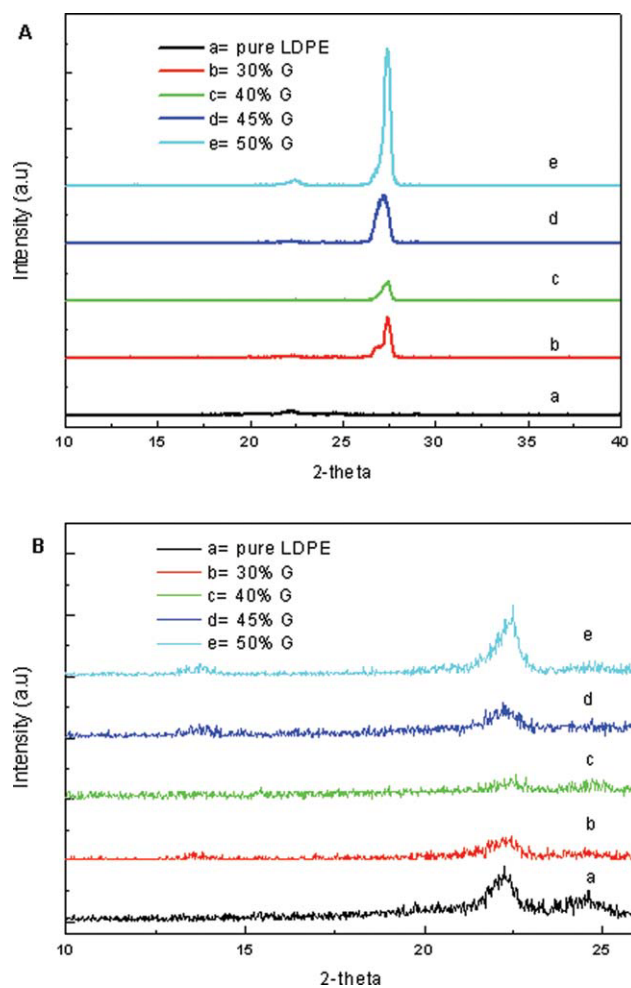 A
a= pure LDPE
b= 30% G
c= 40% G
d= 45% G
e= 50% G
e
d
c
b
a
Intensity (a.u)
10 15 20 25 30 35 40
2-theta
B
a= pure LDPE
b= 30% G
c= 40% G
d= 45% G
e= 50% G
e
d
c
b
a
Intensity (a.u)
10 15 20 25
2-theta